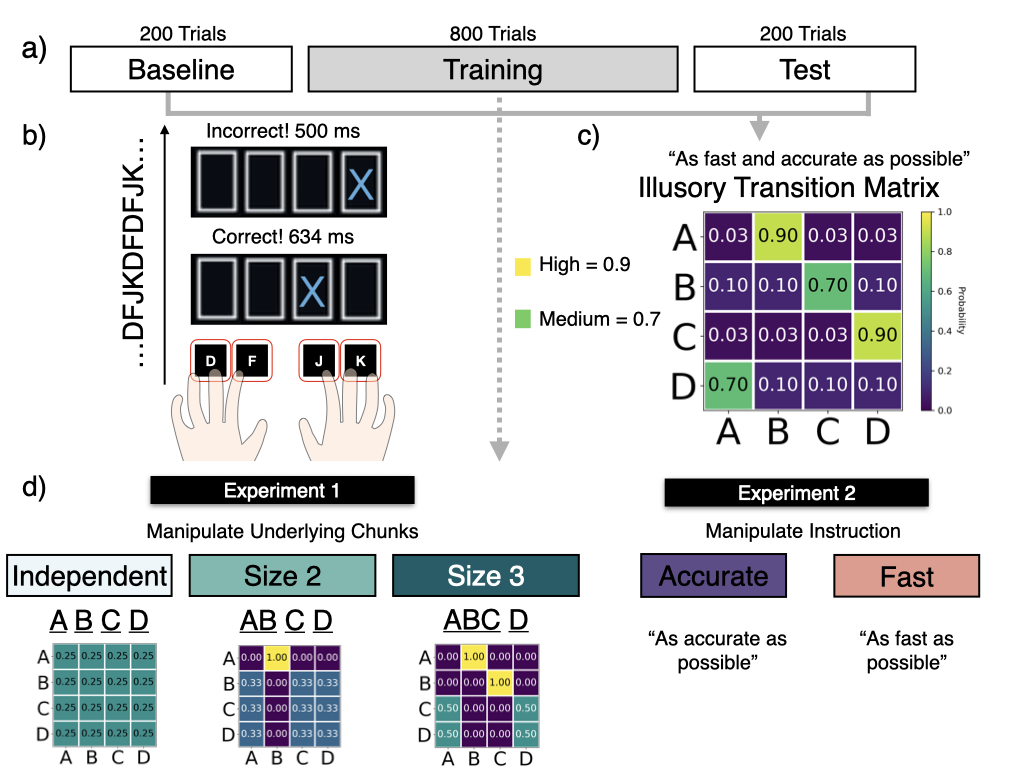 a)
200 Trials
800 Trials
200 Trials
Baseline
Training
Test
b)
...DFJKDFDFJK...
Incorrect! 500 ms
X
Correct! 634 ms
X
D F J K
c)
“As fast and accurate as possible”
Illusory Transition Matrix
High = 0.9
Medium = 0.7
A 0.03 0.90 0.03 0.03
B 0.10 0.10 0.70 0.10
C 0.03 0.03 0.03 0.90
D 0.70 0.10 0.10 0.10
A B C D
1.0
0.8
0.6
0.4
0.2
0.0
Probability
d)
Experiment 1
Manipulate Underlying Chunks
Independent
Size 2
Size 3
A B C D
AB C D
ABC D
A 0.25 0.25 0.25 0.25
B 0.25 0.25 0.25 0.25
C 0.25 0.25 0.25 0.25
D 0.25 0.25 0.25 0.25
A B C D
A 0.00 1.00 0.00 0.00
B 0.33 0.00 0.33 0.33
C 0.33 0.00 0.33 0.33
D 0.33 0.00 0.33 0.33
A B C D
A 0.00 1.00 0.00 0.00
B 0.00 0.00 1.00 0.00
C 0.50 0.00 0.00 0.50
D 0.50 0.00 0.00 0.50
A B C D
Experiment 2
Manipulate Instruction
Accurate
Fast
“As accurate as
possible”
“As fast as
possible”